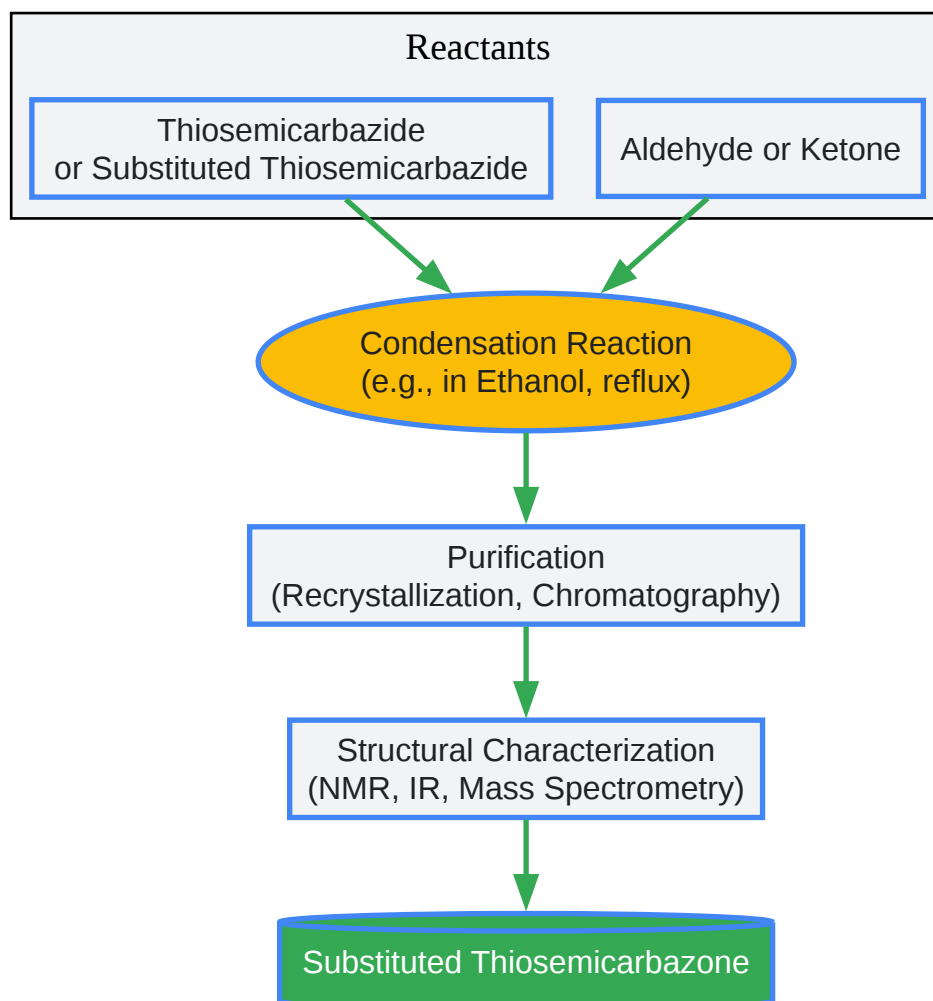 Reactants
Thiosemicarbazide
or Substituted Thiosemicarbazide
Aldehyde or Ketone
Condensation Reaction
(e.g., in Ethanol, reflux)
Purification
(Recrystallization, Chromatography)
Structural Characterization
(NMR, IR, Mass Spectrometry)
Substituted Thiosemicarbazone